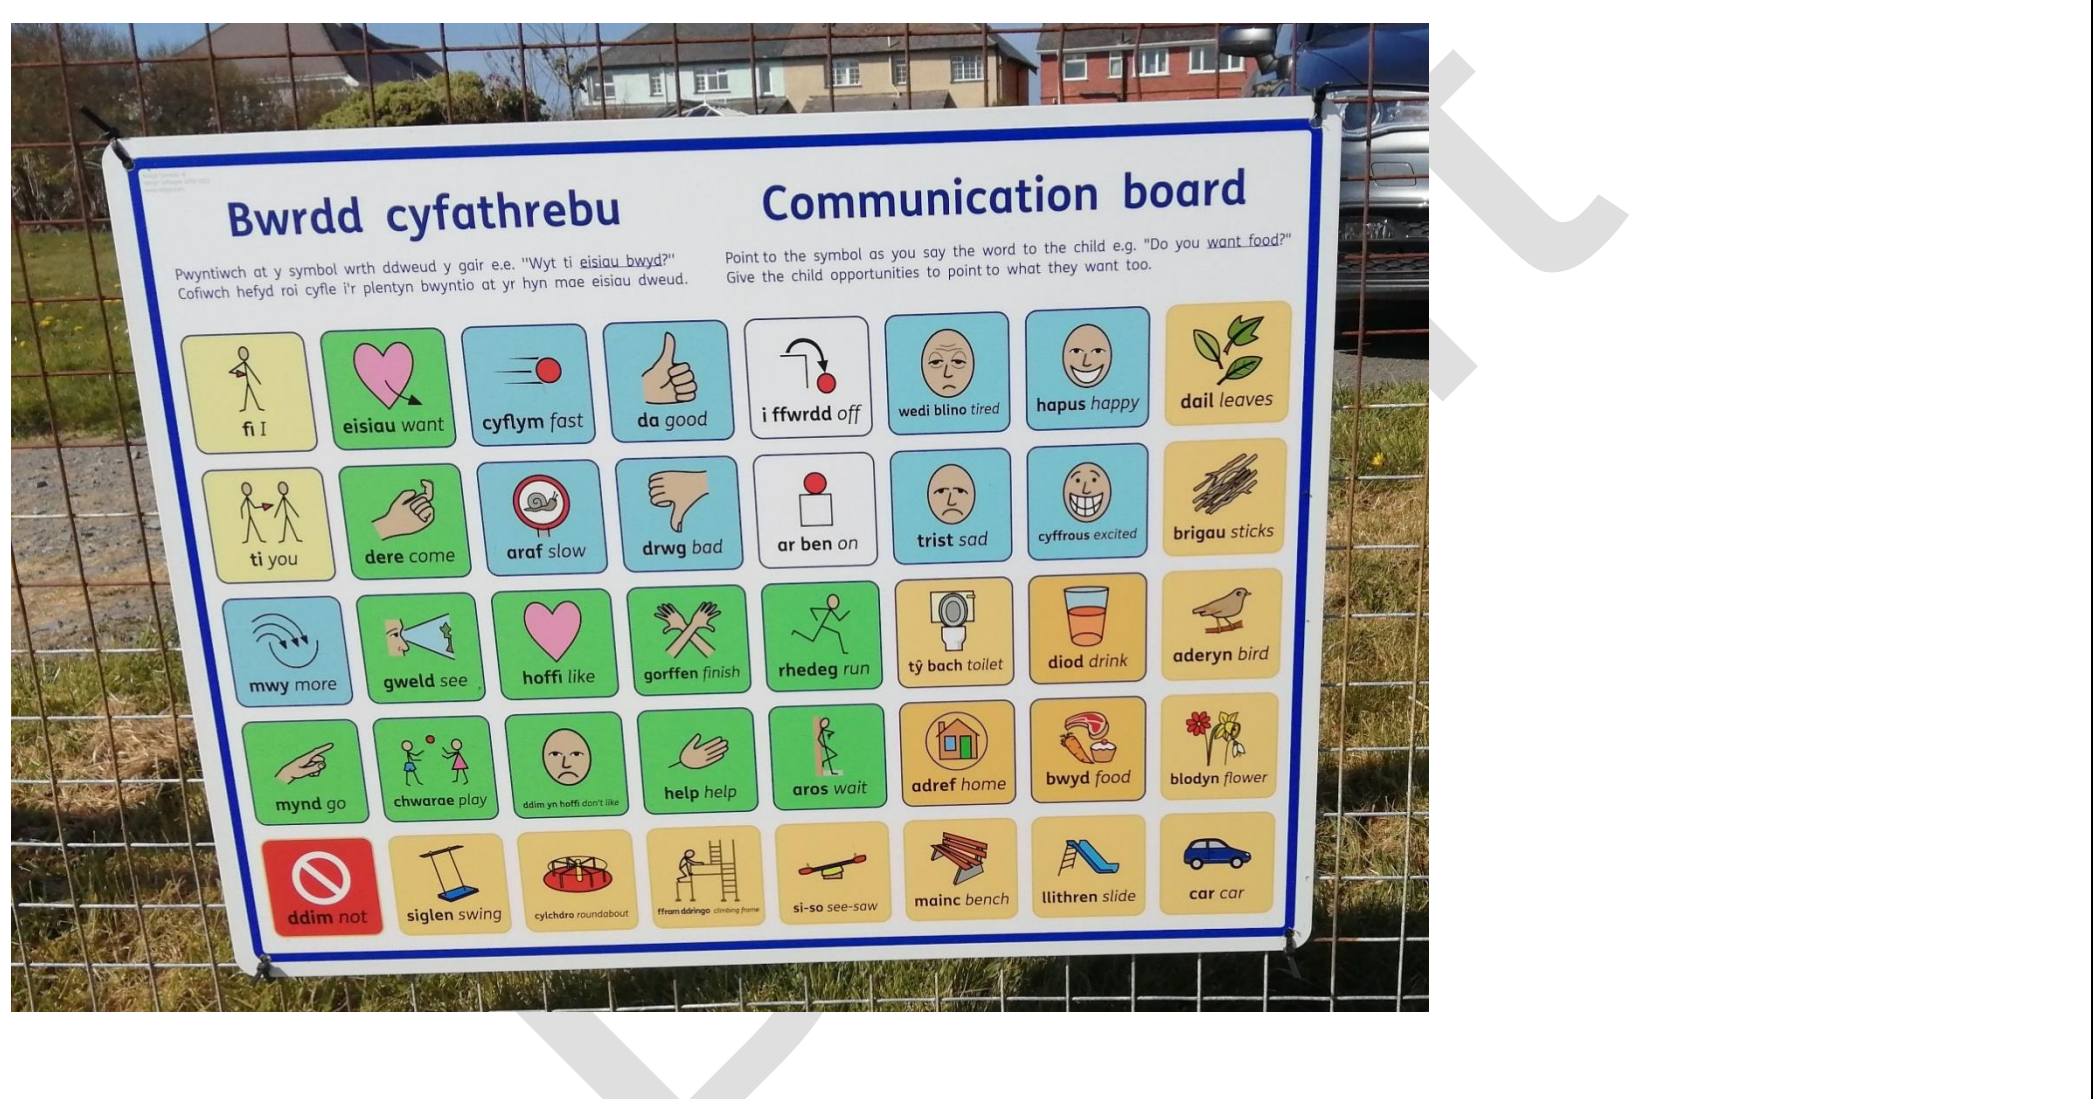 Bwrdd cyfathrebu
Pwyntiwch at y symbol wrth ddweud y gair e.e. "Wyt ti eisiau bwyd?"
Cofiwch hefyd roi cyfle i'r plentyn bwyntio at yr hyn mae eisiau dweud.
Communication board
Point to the symbol as you say the word to the child e.g. "Do you want food?"
Give the child opportunities to point to what they want too.
fi I
eisiau want
cyflym fast
da good
i ffwrdd off
wedi blino tired
hapus happy
dail leaves
ti you
dere come
araf slow
drwg bad
ar ben on
trist sad
cyffrous excited
brigau sticks
mwy more
gweld see
hoffi like
gorffen finish
rhedeg run
tŷ bach toilet
diod drink
aderyn bird
mynd go
chwarae play
ddim yn hoffi don't like
help help
aros wait
adref home
bwyd food
blodyn flower
ddim not
siglen swing
cylchdro roundabout
ffram ddringo climbing frame
si-so see-saw
mainc bench
llithren slide
car car